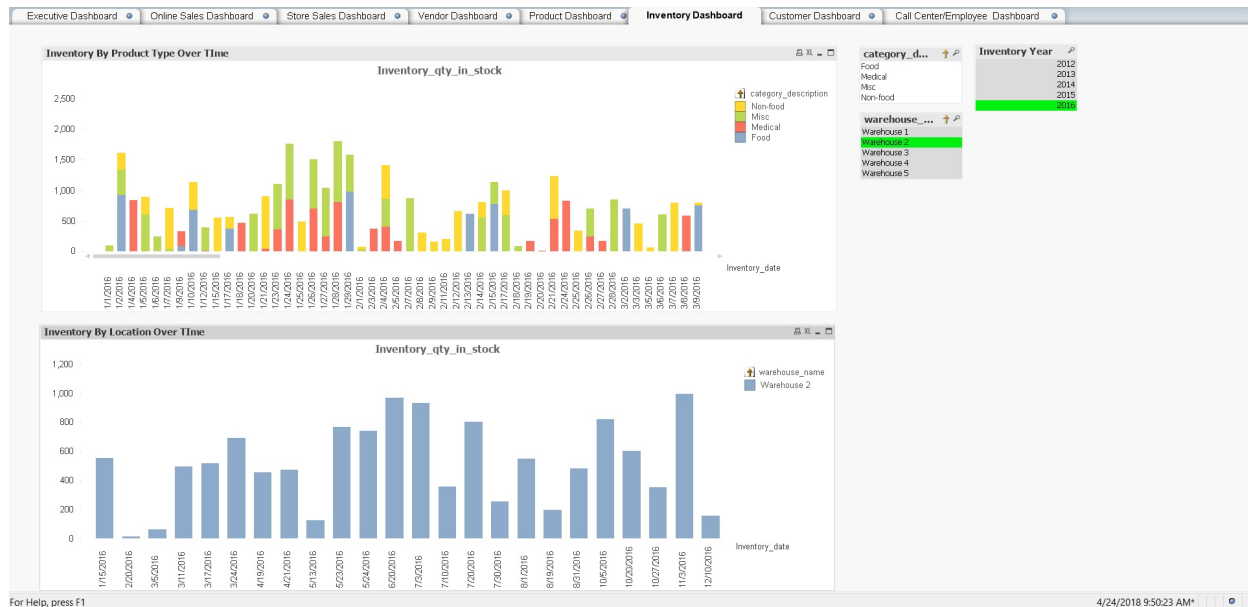 Executive Dashboard
Online Sales Dashboard
Store Sales Dashboard
Vendor Dashboard
Product Dashboard
Inventory Dashboard
Customer Dashboard
Call Center/Employee Dashboard
Inventory By Product Type Over TIme
XL
Inventory_qty_in_stock
category_description
Non-food
Misc
Medical
Food
2,500
2,000
1,500
1,000
500
0
Inventory_date
1/1/2016
1/2/2016
1/4/2016
1/5/2016
1/6/2016
1/7/2016
1/9/2016
1/10/2016
1/12/2016
1/15/2016
1/17/2016
1/18/2016
1/20/2016
1/21/2016
1/23/2016
1/24/2016
1/25/2016
1/26/2016
1/27/2016
1/28/2016
1/29/2016
2/1/2016
2/3/2016
2/4/2016
2/5/2016
2/7/2016
2/8/2016
2/9/2016
2/11/2016
2/12/2016
2/13/2016
2/14/2016
2/15/2016
2/17/2016
2/18/2016
2/19/2016
2/20/2016
2/21/2016
2/24/2016
2/25/2016
2/26/2016
2/27/2016
2/28/2016
3/2/2016
3/3/2016
3/5/2016
3/6/2016
3/7/2016
3/8/2016
3/9/2016
category_d...
Food
Medical
Misc
Non-food
Inventory Year
2012
2013
2014
2015
2016
warehouse_...
Warehouse 1
Warehouse 2
Warehouse 3
Warehouse 4
Warehouse 5
Inventory By Location Over TIme
XL
Inventory_qty_in_stock
warehouse_name
Warehouse 2
1,200
1,000
800
600
400
200
0
Inventory_date
1/15/2016
2/20/2016
3/5/2016
3/11/2016
3/17/2016
3/24/2016
4/19/2016
4/21/2016
5/13/2016
5/23/2016
5/24/2016
6/20/2016
7/3/2016
7/10/2016
7/20/2016
7/30/2016
8/1/2016
8/19/2016
8/31/2016
10/5/2016
10/20/2016
10/27/2016
11/3/2016
12/10/2016
For Help, press F1
4/24/2018 9:50:23 AM*